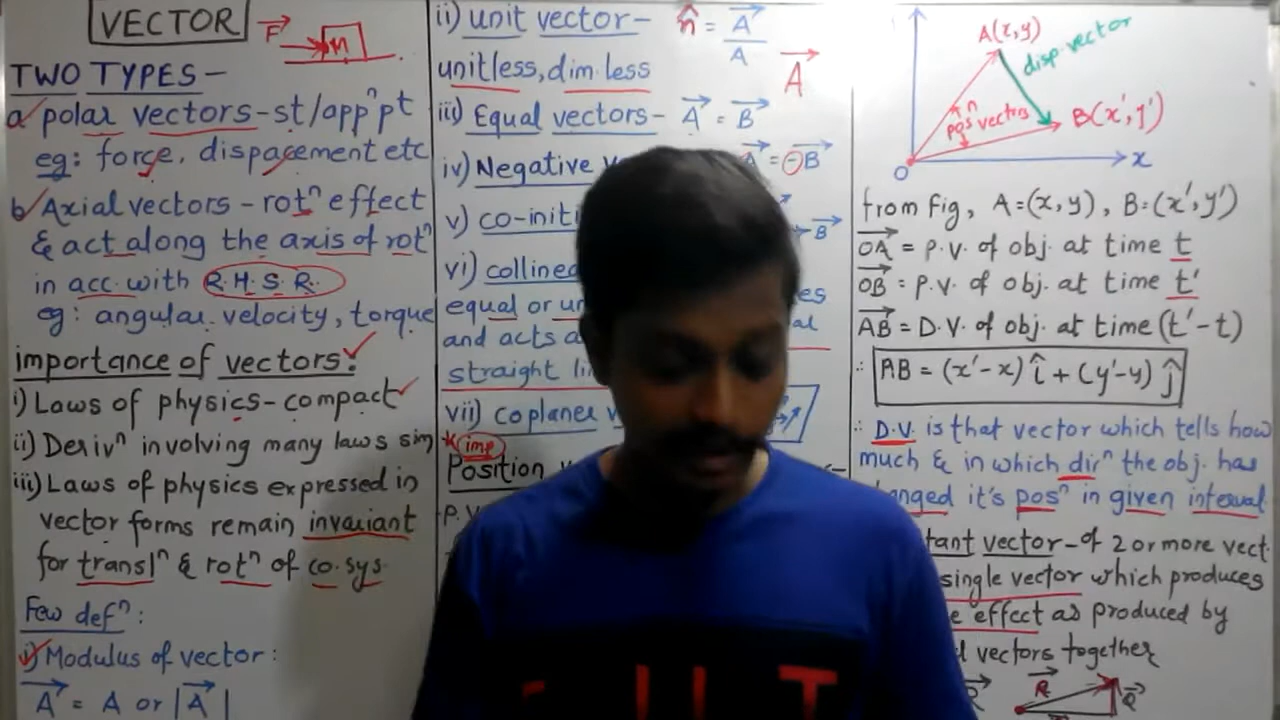 VECTOR
F
m
TWO TYPES -
a polar vectors - st/appⁿ pt
eg: force, dispacement etc
b Axial vectors - rotⁿ effect
& act along the axis of rotⁿ
in acc. with R.H.S.R.
eg: angular velocity, torque
importance of vectors:
i) Laws of physics - compact
ii) Derivⁿ involving many laws sim
iii) Laws of physics expressed in
vector forms remain invariant
for translⁿ & rotⁿ of co. sys.
Few defⁿ:
i) Modulus of vector:
A = A or |A|
ii) unit vector - n̂ = A / A
unitless, dim. less
A
iii) Equal vectors - A = B
iv) Negative = -B
v) co-initi B
vi) colline
equal or un es
and acts a al
straight li
vii) coplaner
* imp
Position
P.V
A(x,y)
disp. vector
posⁿ vectors
B(x',y')
O x
from fig, A=(x,y), B=(x',y')
OA = p.v. of obj. at time t
OB = p.v. of obj. at time t'
AB = D.V. of obj. at time (t'-t)
∴ AB = (x'-x) î + (y'-y) ĵ
∴ D.V. is that vector which tells how
much & in which dirⁿ the obj. has
anged it's posⁿ in given interval
tant vector - of 2 or more vect.
single vector which produces
e effect as produced by
l vectors together
R
Q